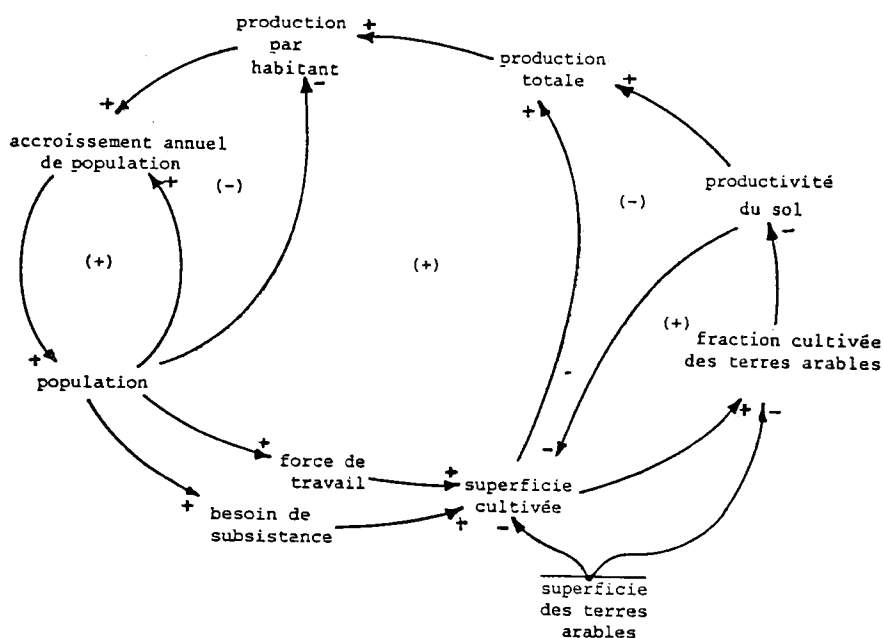 production
par
habitant
+
-
production
totale
+
+
+
accroissement annuel
de population
+
(-)
productivité
du sol
-
(-)
(+)
(+)
(+)
fraction cultivée
des terres arables
+
-
+
population
-
-
+
force de
travail
+
superficie
cultivée
+
besoin de
subsistance
+
-
superficie
des terres
arables